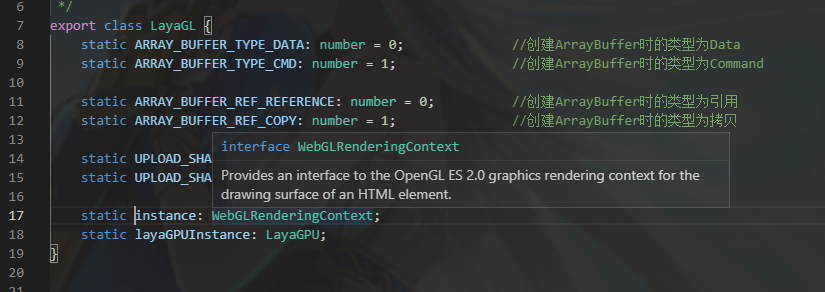 6 */
7 export class LayaGL {
8 static ARRAY_BUFFER_TYPE_DATA: number = 0; //创建ArrayBuffer时的类型为Data
9 static ARRAY_BUFFER_TYPE_CMD: number = 1; //创建ArrayBuffer时的类型为Command
10
11 static ARRAY_BUFFER_REF_REFERENCE: number = 0; //创建ArrayBuffer时的类型为引用
12 static ARRAY_BUFFER_REF_COPY: number = 1; //创建ArrayBuffer时的类型为拷贝
13
interface WebGLRenderingContext
14 static UPLOAD_SHA
Provides an interface to the OpenGL ES 2.0 graphics rendering context for the
15 static UPLOAD_SHA
drawing surface of an HTML element.
16
17 static instance: WebGLRenderingContext;
18 static layaGPUInstance: LayaGPU;
19 }
20